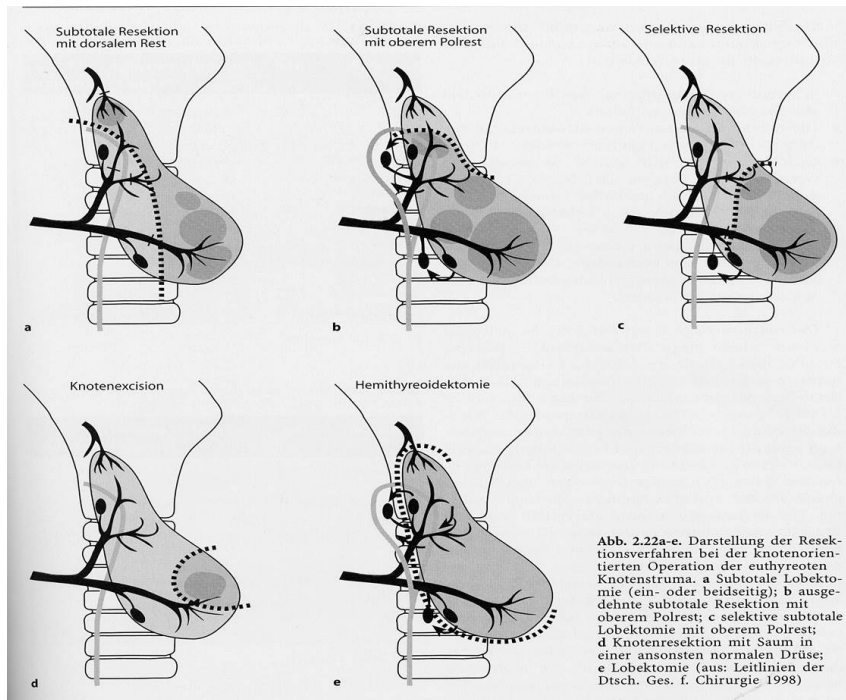 Subtotale Resektion
mit dorsalem Rest
Subtotale Resektion
mit oberem Polrest
Selektive Resektion
a
b
c
Knotenexcision
Hemithyreoidektomie
d
e
Abb. 2.22a-e. Darstellung der Resek-
tionsverfahren bei der knotenorien-
tierten Operation der euthyreoten
Knotenstruma. a Subtotale Lobekto-
mie (ein- oder beidseitig); b ausge-
dehnte subtotale Resektion mit
oberem Polrest; c selektive subtotale
Lobektomie mit oberem Polrest;
d Knotenresektion mit Saum in
einer ansonsten normalen Drüse;
e Lobektomie (aus: Leitlinien der
Dtsch. Ges. f. Chirurgie 1998)